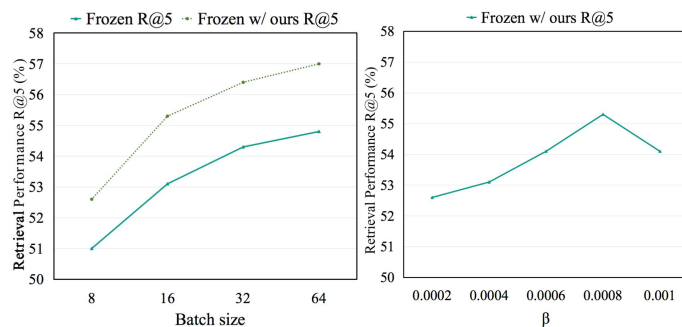 Frozen R@5 Frozen w/ ours R@5
58
57
56
55
54
53
52
51
50
Retrieval Performance R@5 (%)
8 16 32 64
Batch size
Frozen w/ ours R@5
58
57
56
55
54
53
52
51
50
Retrieval Performance R@5 (%)
0.0002 0.0004 0.0006 0.0008 0.001
β